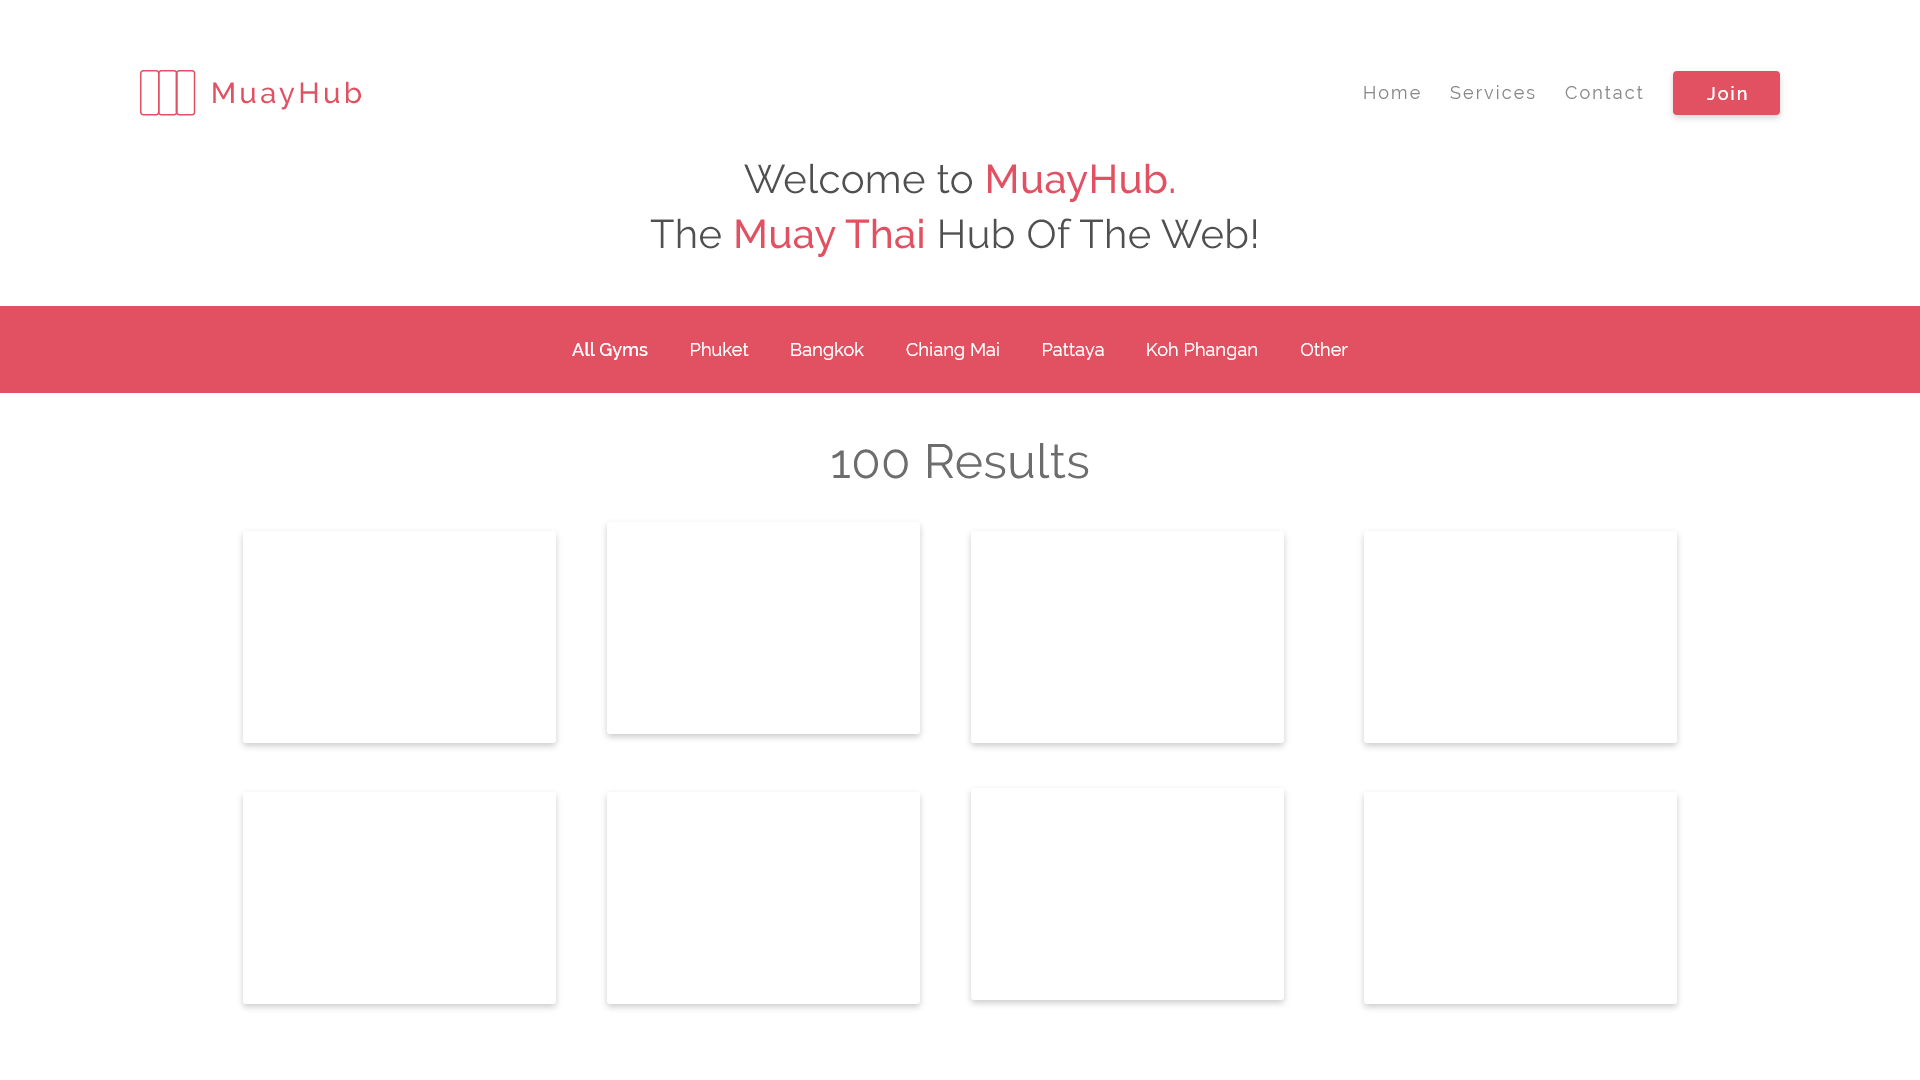 MuayHub
Home Services Contact Join
Welcome to MuayHub.
The Muay Thai Hub Of The Web!
All Gyms Phuket Bangkok Chiang Mai Pattaya Koh Phangan Other
100 Results